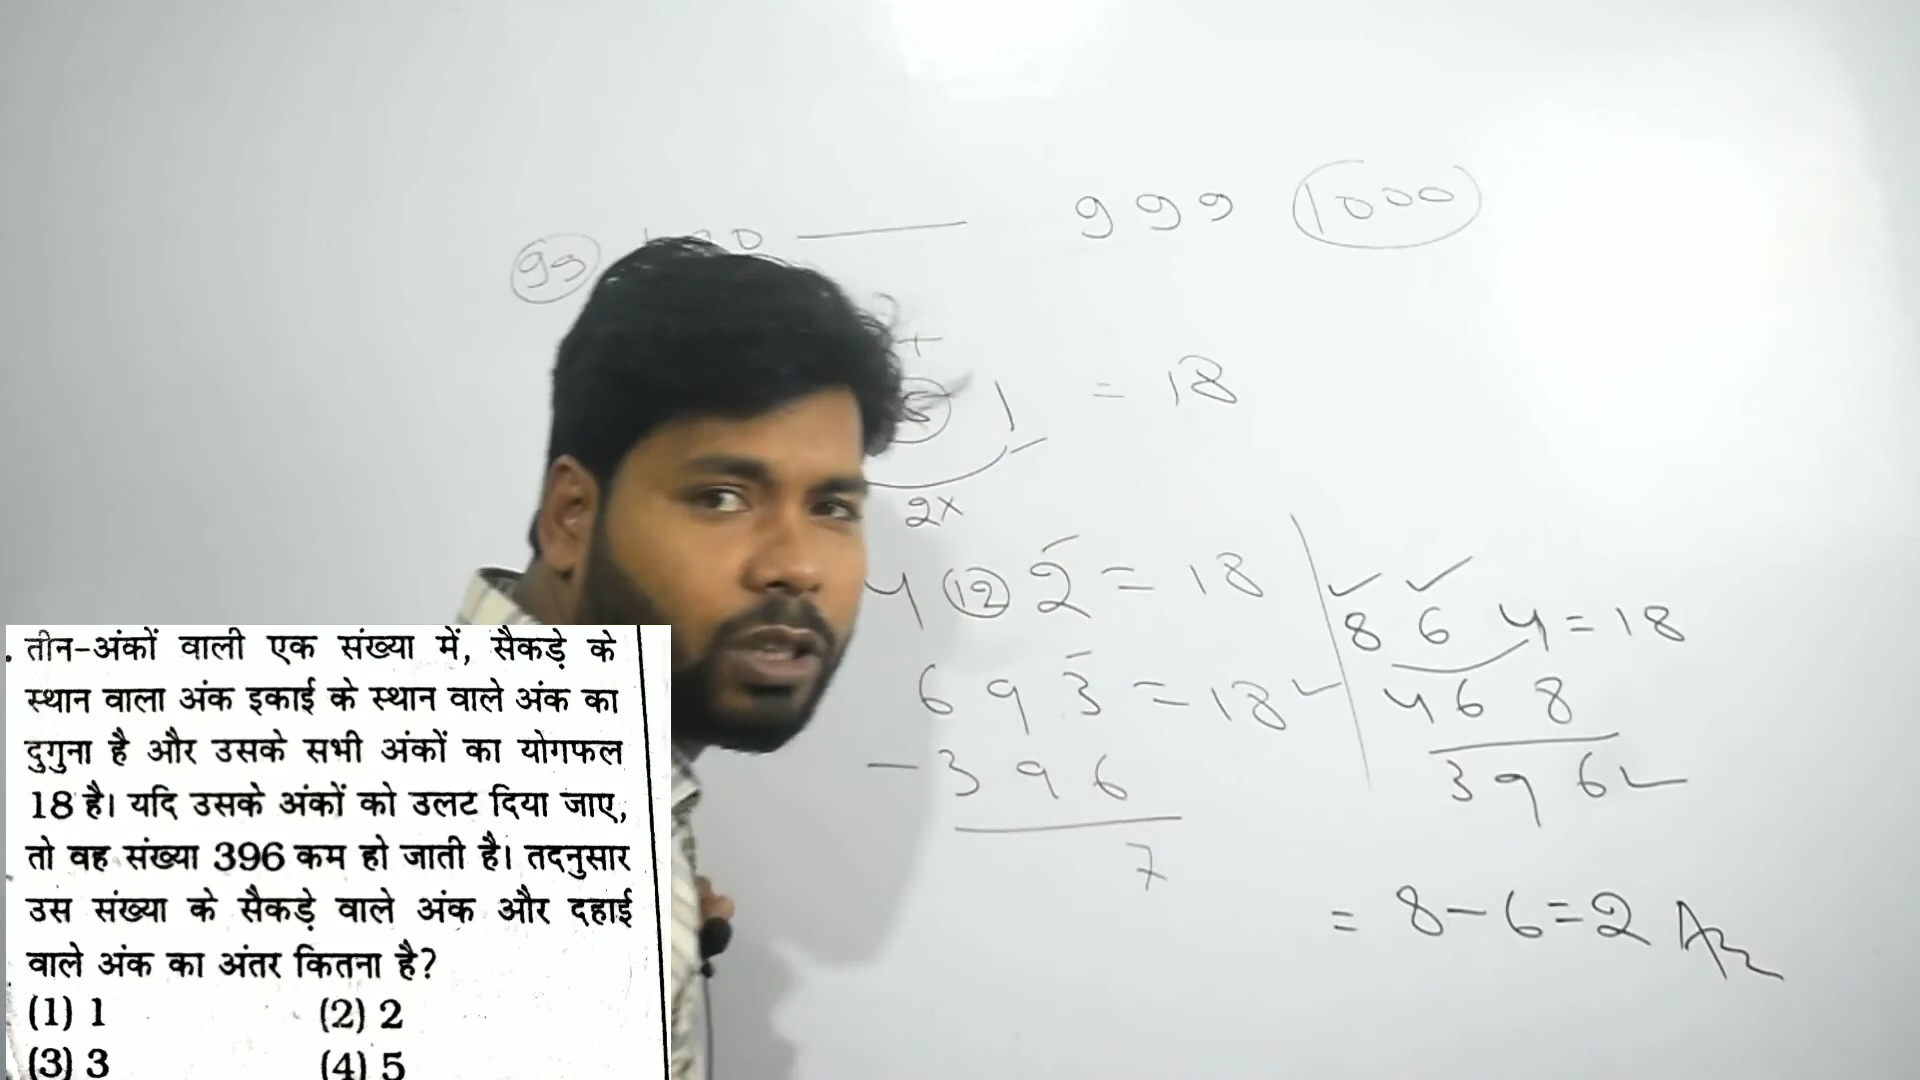 999 1000
99
= 18
2x
4 12 2 = 18
8 6 4 = 18
6 9 3 = 18
4 6 8
- 3 9 6
3 9 6
7
= 8 - 6 = 2 Ans
. तीन-अंकों वाली एक संख्या में, सैकड़े के
स्थान वाला अंक इकाई के स्थान वाले अंक का
दुगुना है और उसके सभी अंकों का योगफल
18 है। यदि उसके अंकों को उलट दिया जाए,
तो वह संख्या 396 कम हो जाती है। तदनुसार
उस संख्या के सैकड़े वाले अंक और दहाई
वाले अंक का अंतर कितना है?
(1) 1 (2) 2
(3) 3 (4) 5